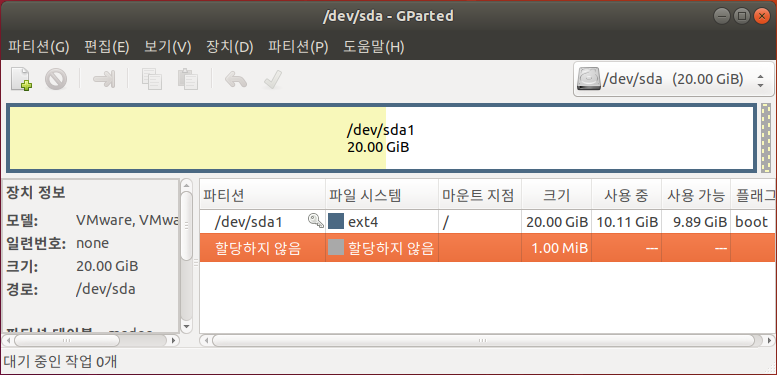 /dev/sda - GParted
파티션(G) 편집(E) 보기(V) 장치(D) 파티션(P) 도움말(H)
/dev/sda (20.00 GiB)
/dev/sda1
20.00 GiB
장치 정보
모델: VMware, VMwa
일련번호: none
크기: 20.00 GiB
경로: /dev/sda
파티션 파일 시스템 마운트 지점 크기 사용 중 사용 가능 플래그
/dev/sda1 ext4 / 20.00 GiB 10.11 GiB 9.89 GiB boot
할당하지 않음 할당하지 않음 1.00 MiB --- ---
대기 중인 작업 0개